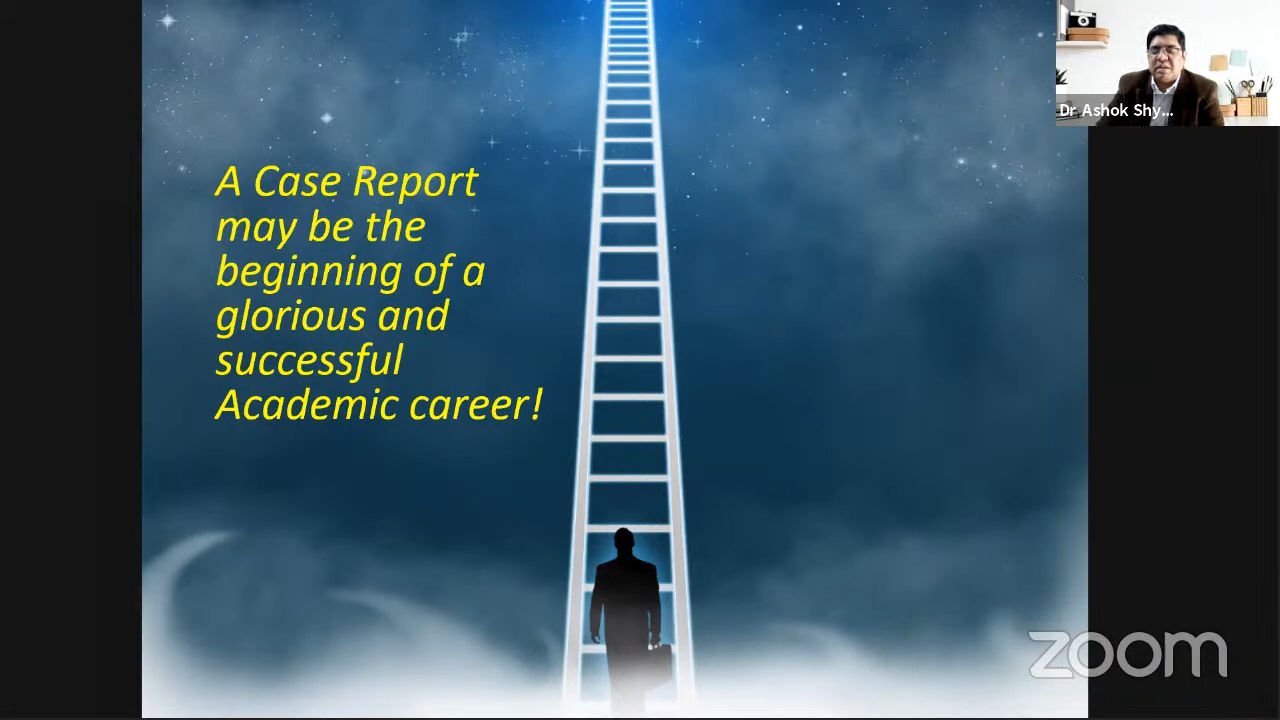 A Case Report
may be the
beginning of a
glorious and
successful
Academic career!
Dr Ashok Shy...
zoom